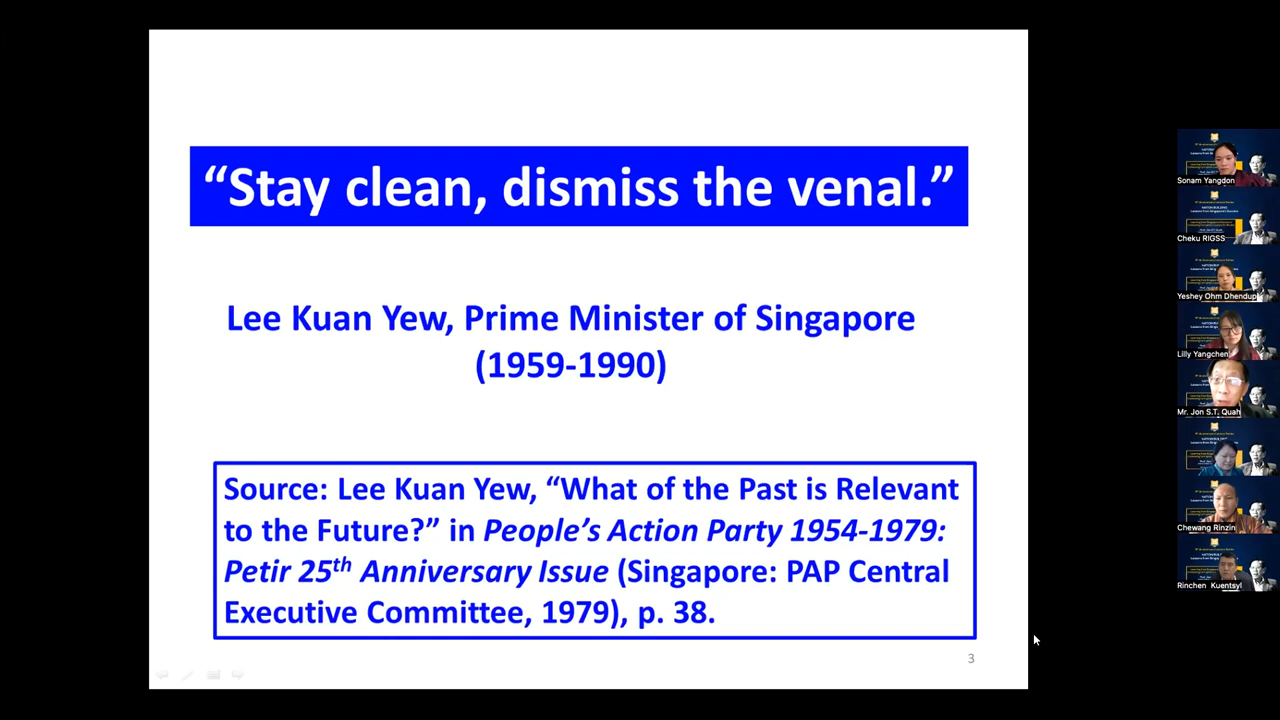 “Stay clean, dismiss the venal.”
Lee Kuan Yew, Prime Minister of Singapore
(1959-1990)
Source: Lee Kuan Yew, “What of the Past is Relevant
to the Future?” in People’s Action Party 1954-1979:
Petir 25th Anniversary Issue (Singapore: PAP Central
Executive Committee, 1979), p. 38.
3
Sonam Yangdon
Cheku RIGSS
Yeshey Ohm Dhendup
Lilly Yangchen
Mr. Jon S.T. Quah
Chewang Rinzin
Rinchen Kuentsyl